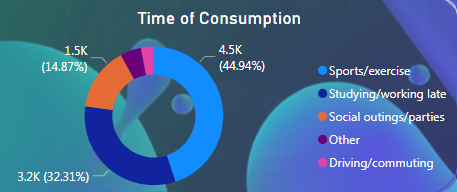 Time of Consumption
1.5K
(14.87%)
4.5K
(44.94%)
3.2K (32.31%)
Sports/exercise
Studying/working late
Social outings/parties
Other
Driving/commuting